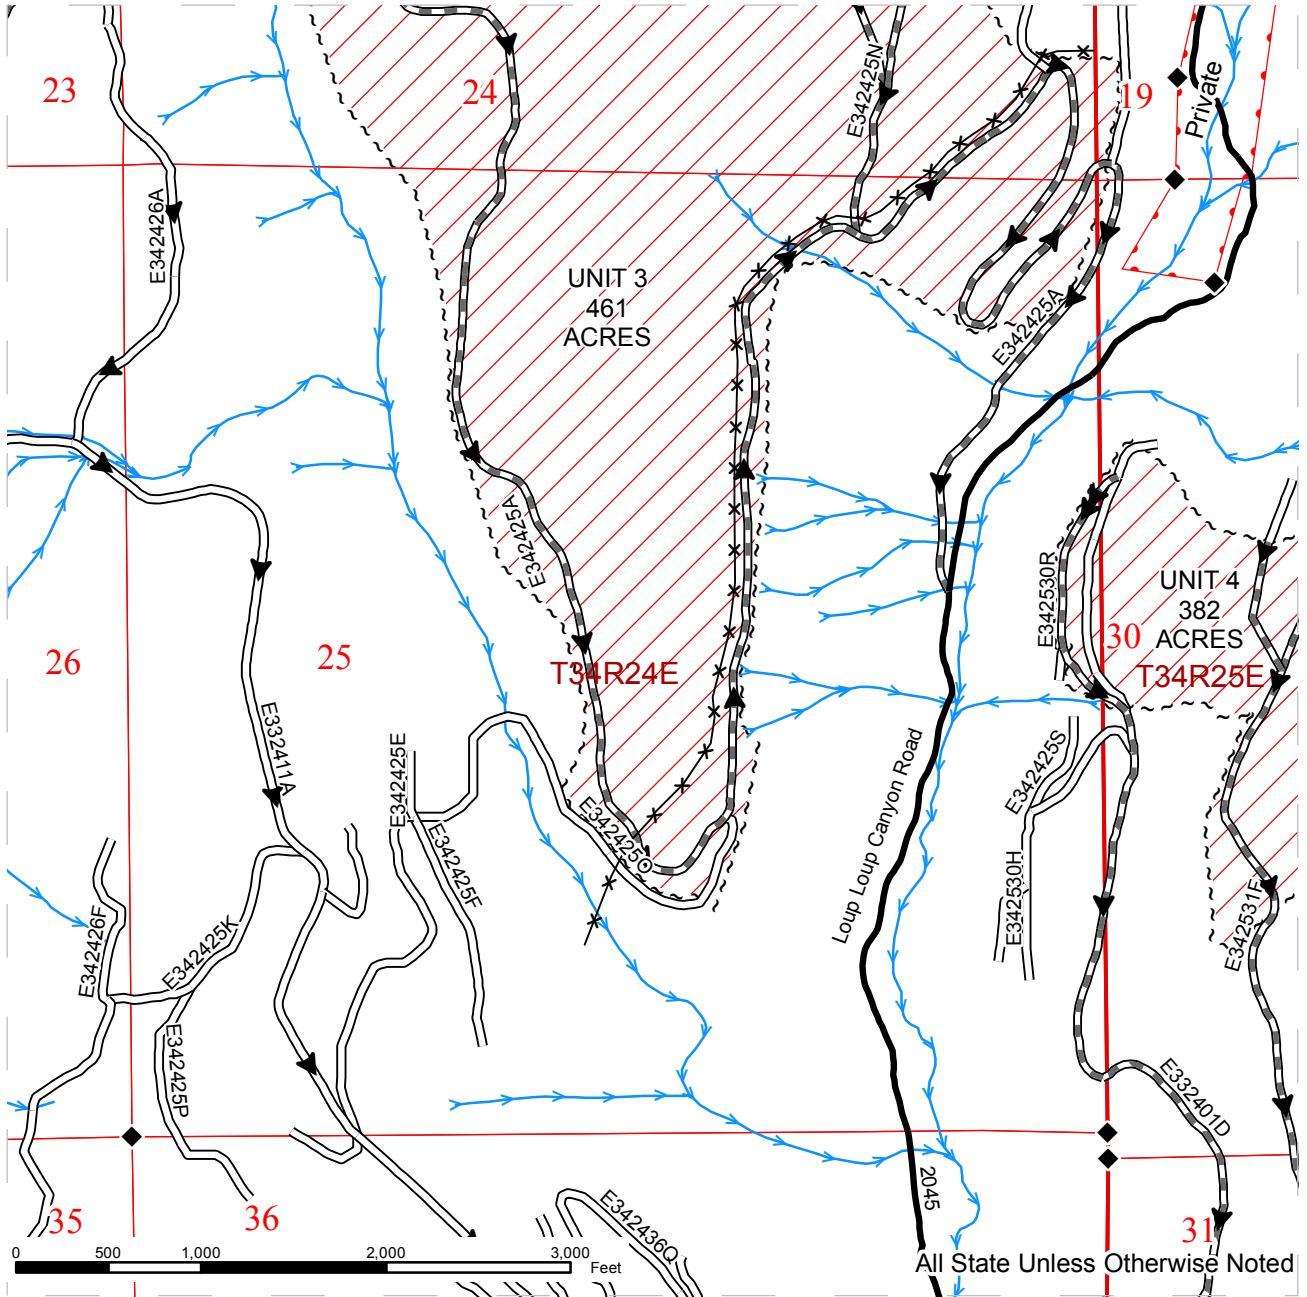 23
24
19
Private
E342425N
E342426A
UNIT 3
461
ACRES
E342425A
E342425A
E342530R
UNIT 4
382
ACRES
30
T34R25E
26
25
T34R24E
E332411A
E342425E
E342425F
E342425O
Loup Loup Canyon Road
E342425S
E342530H
E342531F
E342426F
E342425K
E342425P
E332401D
2045
35
36
E342436Q
31
0
500
1,000
2,000
3,000
Feet
All State Unless Otherwise Noted